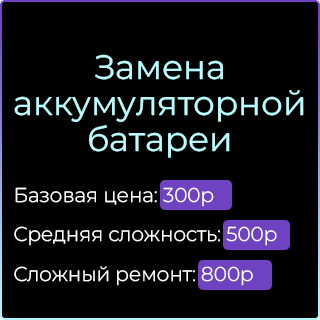 Замена
аккумуляторной
батареи
Базовая цена: 300р
Средняя сложность: 500р
Сложный ремонт: 800р